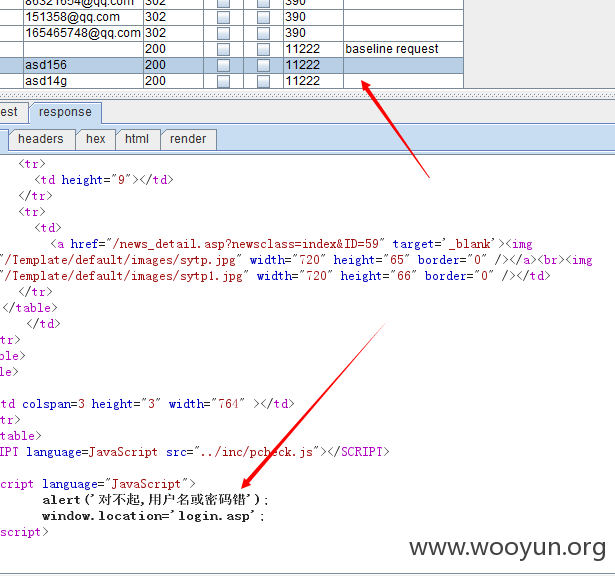 86321654@qq.com 302 390
151358@qq.com 302 390
165465748@qq.com 302 390
200 11222 baseline request
asd156 200 11222
asd14g 200 11222
est response
headers hex html render
<tr>
<td height="9"></td>
</tr>
<tr>
<td>
<a href="/news_detail.asp?newsclass=index&ID=59" target='_blank'><img
"/Template/default/images/sytp.jpg" width="720" height="65" border="0" /></a><br><img
"/Template/default/images/sytp1.jpg" width="720" height="66" border="0" /></td>
</tr>
</table>
</td>
tr>
ble>
le>
td colspan=3 height="3" width="764" ></td>
tr>
table>
IPT language=JavaScript src="../inc/pcheck.js"></SCRIPT>
cript language="JavaScript">
alert('对不起,用户名或密码错');
window.location='login.asp';
script>
www.wooyun.org